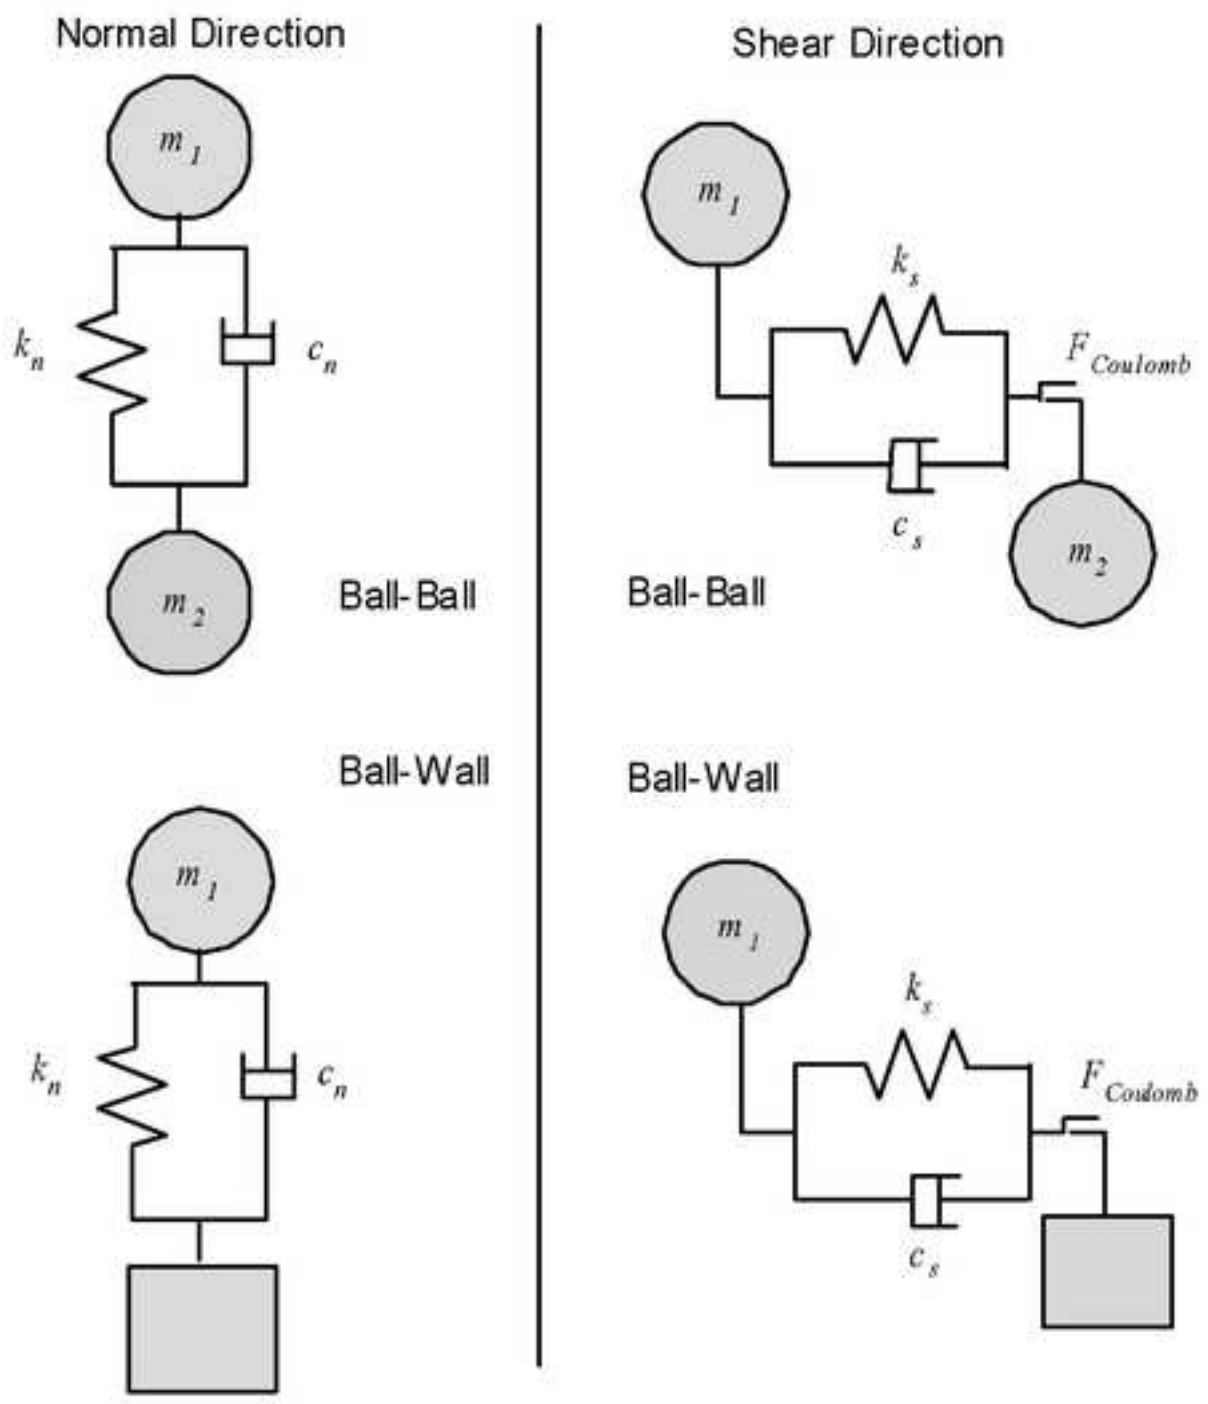 Normal Direction
m1
kn
cn
m2
Ball-Ball
Ball-Wall
m1
kn
cn
Shear Direction
m1
ks
FCoulomb
cs
m2
Ball-Ball
Ball-Wall
m1
ks
FCoulomb
cs